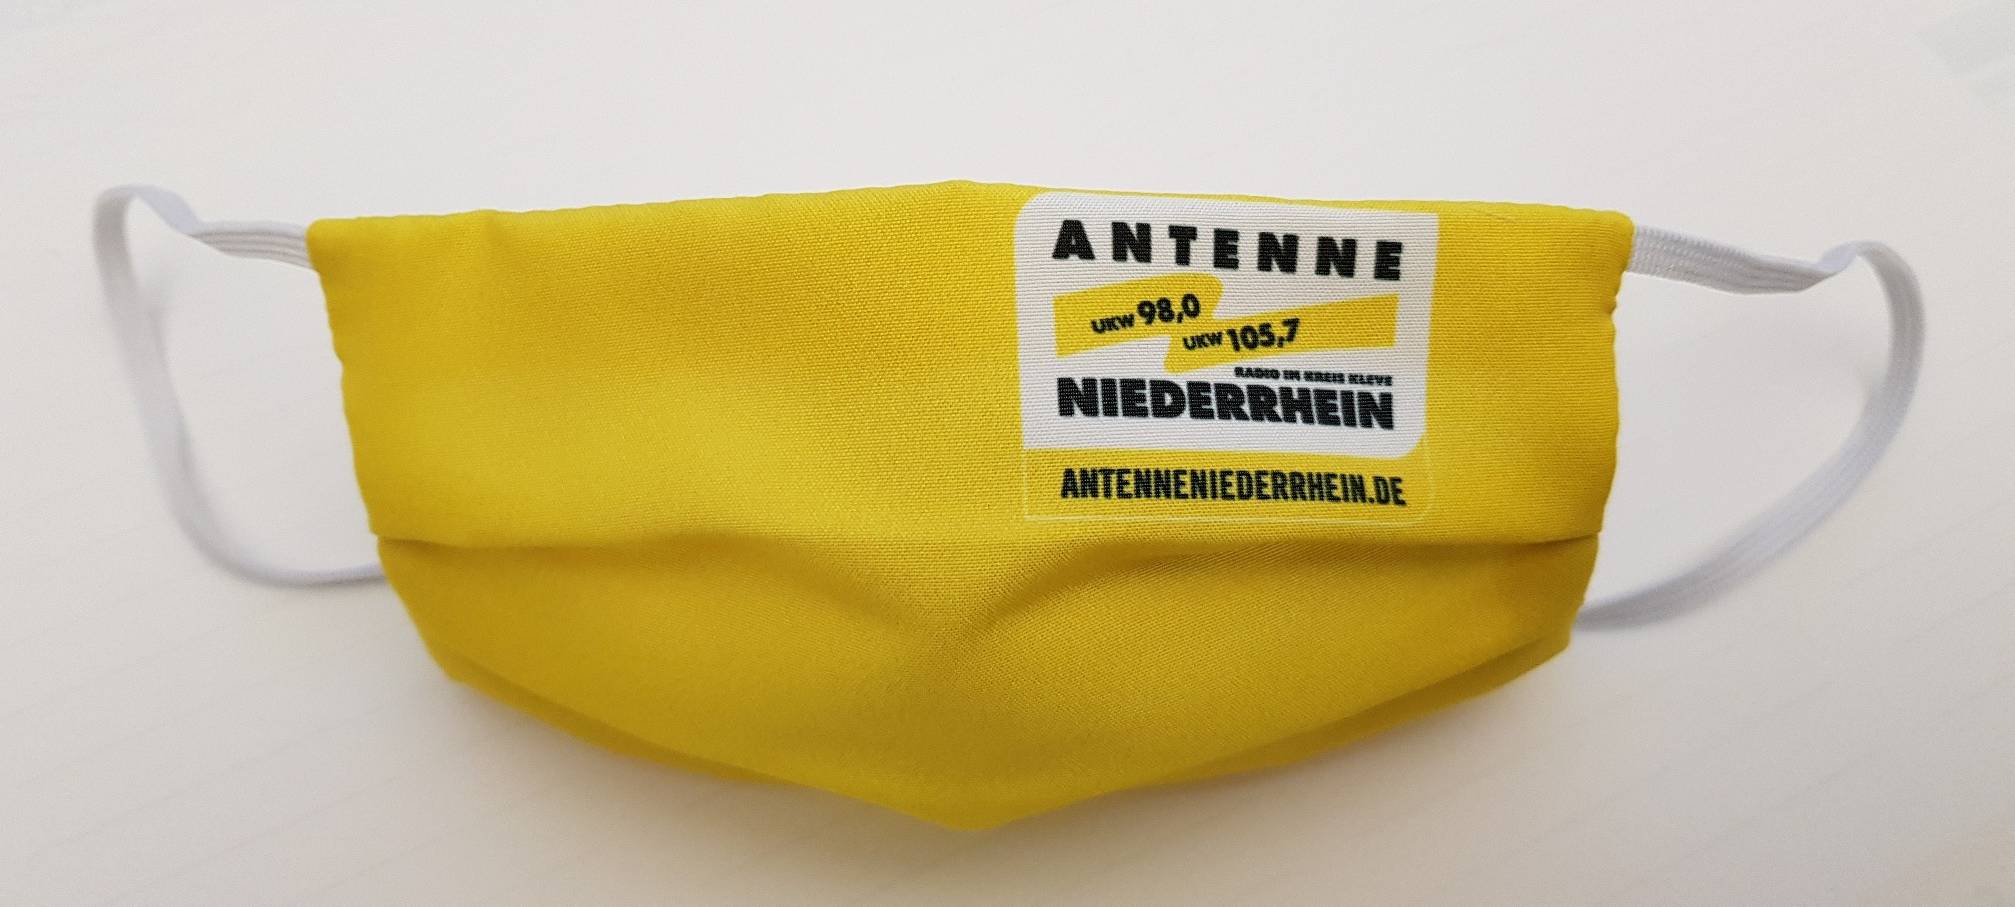 ANTENNE
UKW 98,0
UKW 105,7
RADIO IM KREIS KLEVE
NIEDERRHEIN
ANTENNENIEDERRHEIN.DE